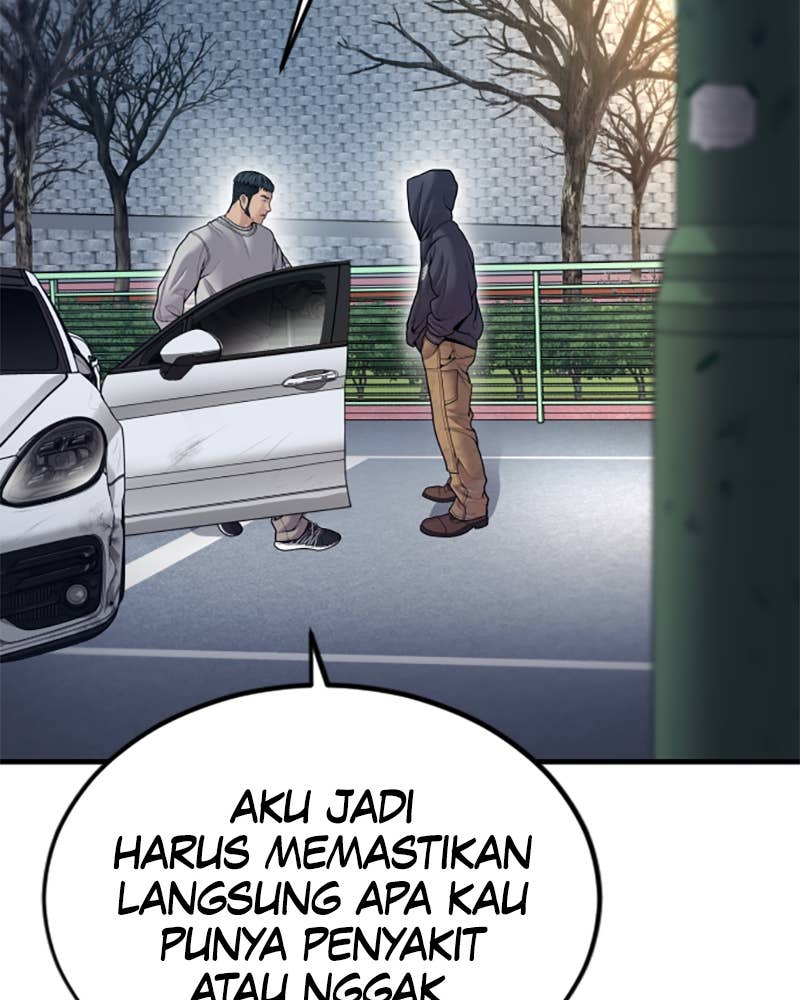 AKU JADI
HARUS MEMASTIKAN
LANGSUNG APA KAU
PUNYA PENYAKIT
ATAU NGGAK